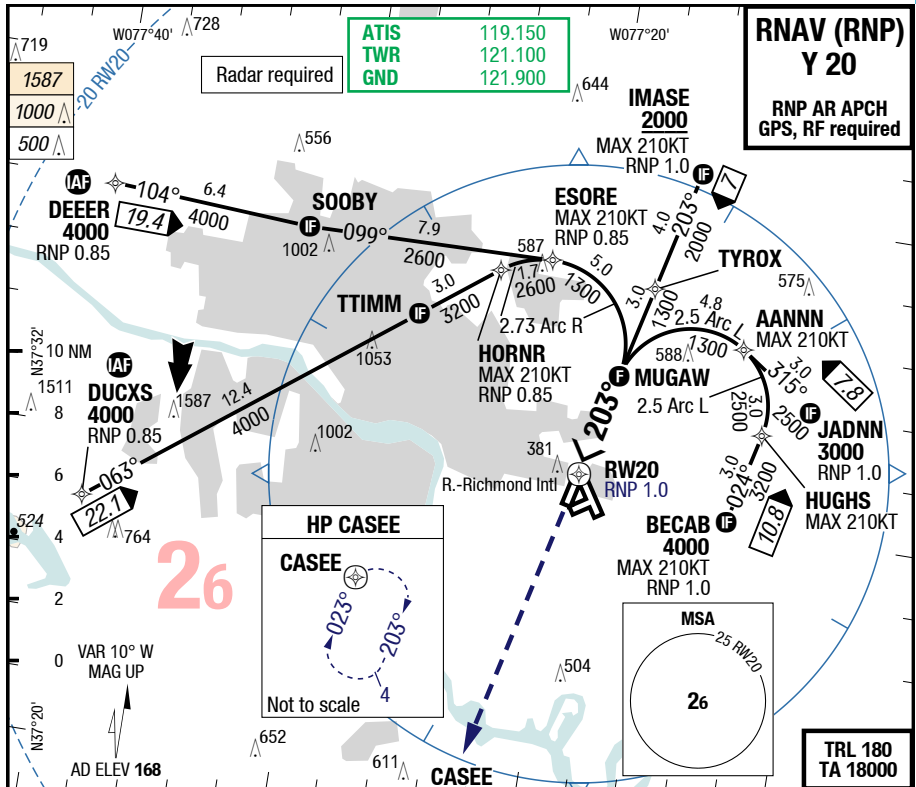 W077°40'
728
719
20 RW20
1587
1000
500
Radar required
ATIS 119.150
TWR 121.100
GND 121.900
W077°20'
644
RNAV (RNP)
Y 20
RNP AR APCH
GPS, RF required
IMASE
2000
MAX 210KT
RNP 1.0
IF
7
556
IAF
DEEER
4000
RNP 0.85
104°
6.4
4000
19.4
SOOBY
IF
1002
099°
7.9
2600
587
ESORE
MAX 210KT
RNP 0.85
5.0
1300
4.0
203°
2000
TYROX
3.0
1300
575
TTIMM
IF
3.0
3200
1.7
2600
2.73 Arc R
4.8
2.5 Arc L
1300
AANNN
MAX 210KT
N37°32'
10 NM
1053
HORNR
MAX 210KT
RNP 0.85
588
F
MUGAW
3.0
315°
2500
7.8
IAF
DUCXS
4000
RNP 0.85
1511
8
1587
12.4
4000
2.5 Arc L
3.0
2500
IF
JADNN
3000
RNP 1.0
203°
1002
381
R.-Richmond Intl
RW20
RNP 1.0
HUGHS
MAX 210KT
6
063°
22.1
3.0
024°
3200
10.8
IF
BECAB
4000
MAX 210KT
RNP 1.0
524
4
764
26
HP CASEE
CASEE
023°
203°
4
Not to scale
2
0
VAR 10° W
MAG UP
MSA
25 RW20
26
504
N37°20'
652
611
AD ELEV 168
CASEE
TRL 180
TA 18000